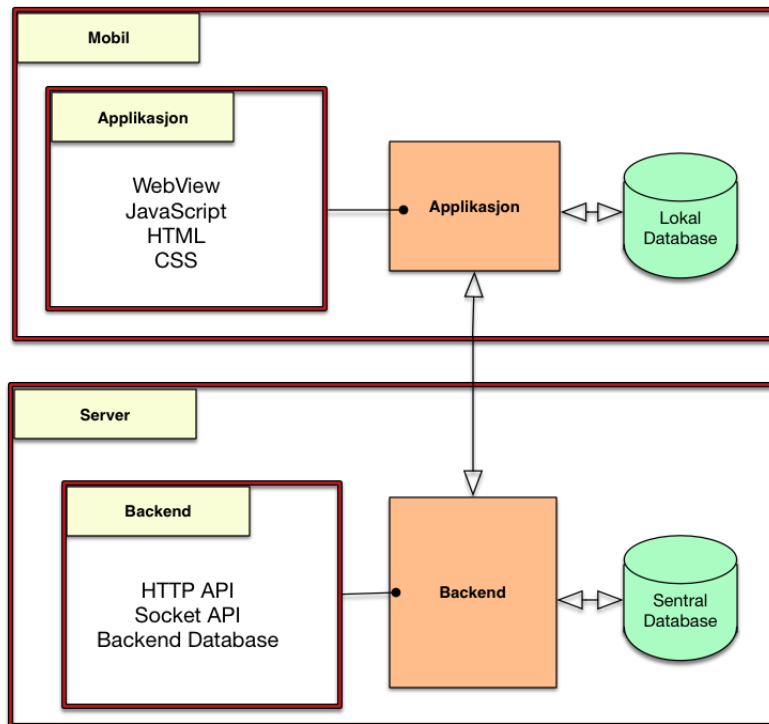 Mobil
Applikasjon
WebView
JavaScript
HTML
CSS
Applikasjon
Lokal
Database
Server
Backend
HTTP API
Socket API
Backend Database
Backend
Sentral
Database